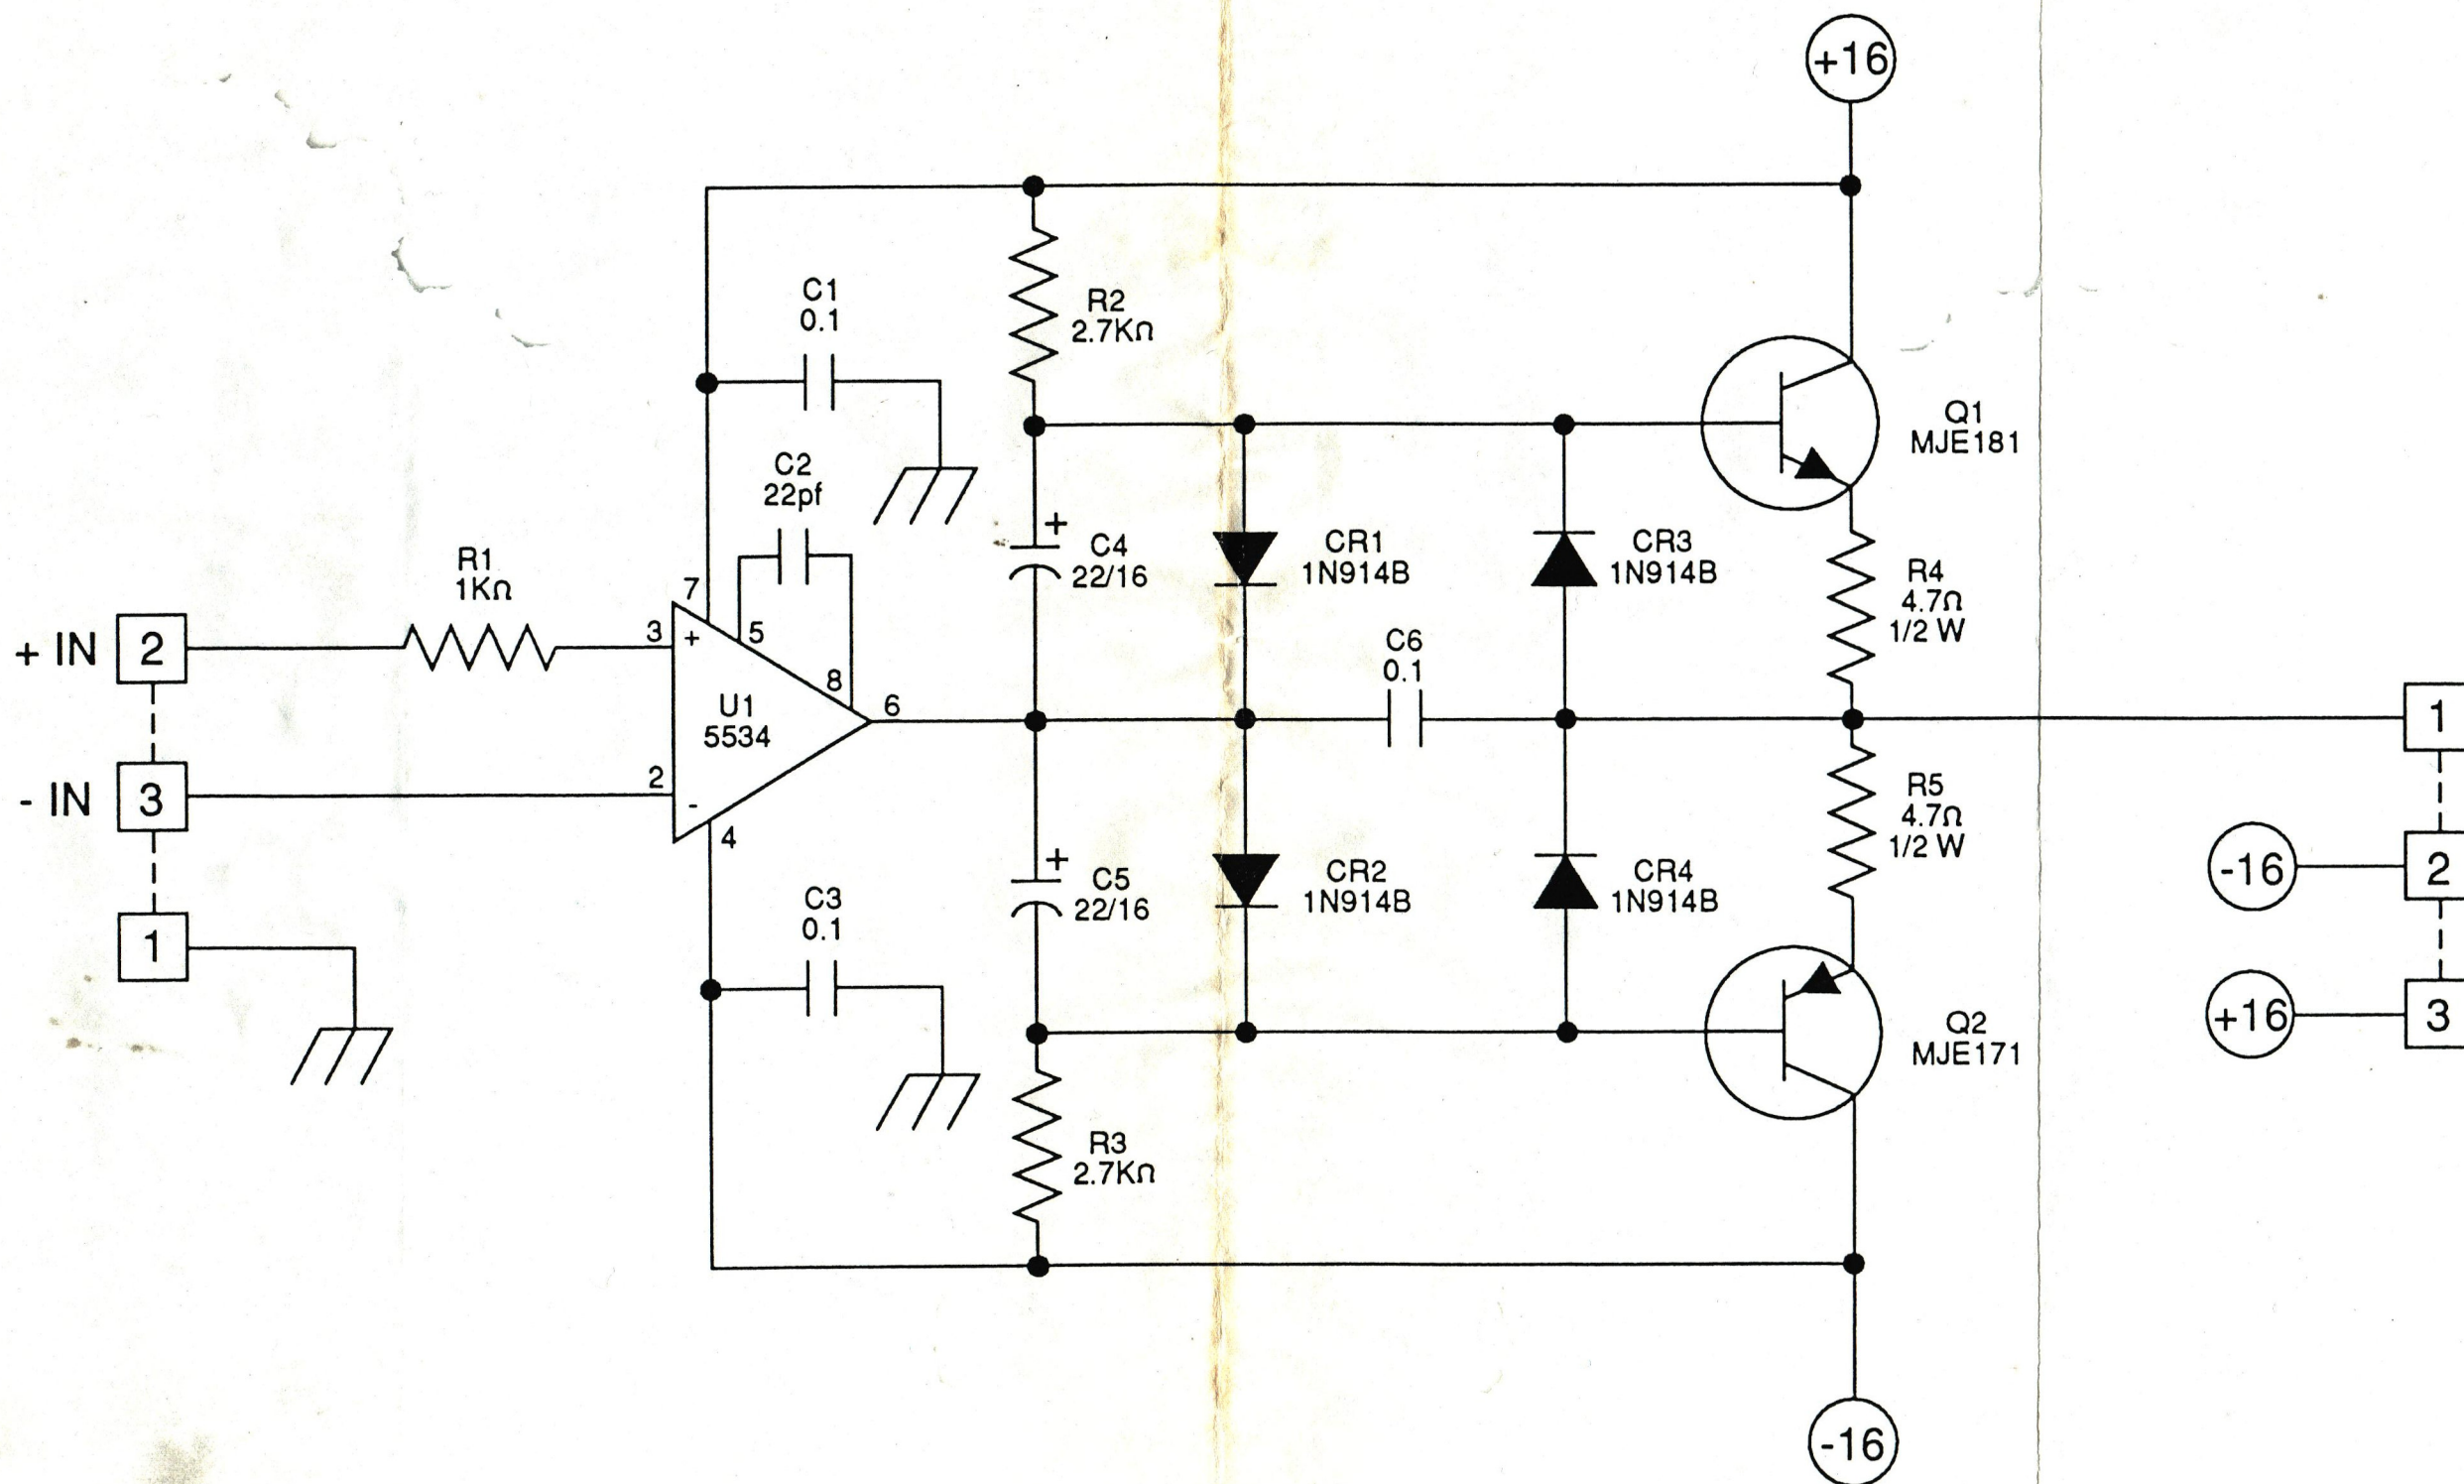 +16
C1
0.1
R2
2.7KΩ
Q1
MJE181
C2
22pf
R1
1KΩ
7
+
C4
22/16
CR1
1N914B
CR3
1N914B
R4
4.7Ω
1/2 W
+ IN
2
3
+
5
8
6
U1
5534
C6
0.1
1
- IN
3
2
-
4
R5
4.7Ω
1/2 W
-16
2
C3
0.1
+
C5
22/16
CR2
1N914B
CR4
1N914B
1
+16
3
Q2
MJE171
R3
2.7KΩ
-16